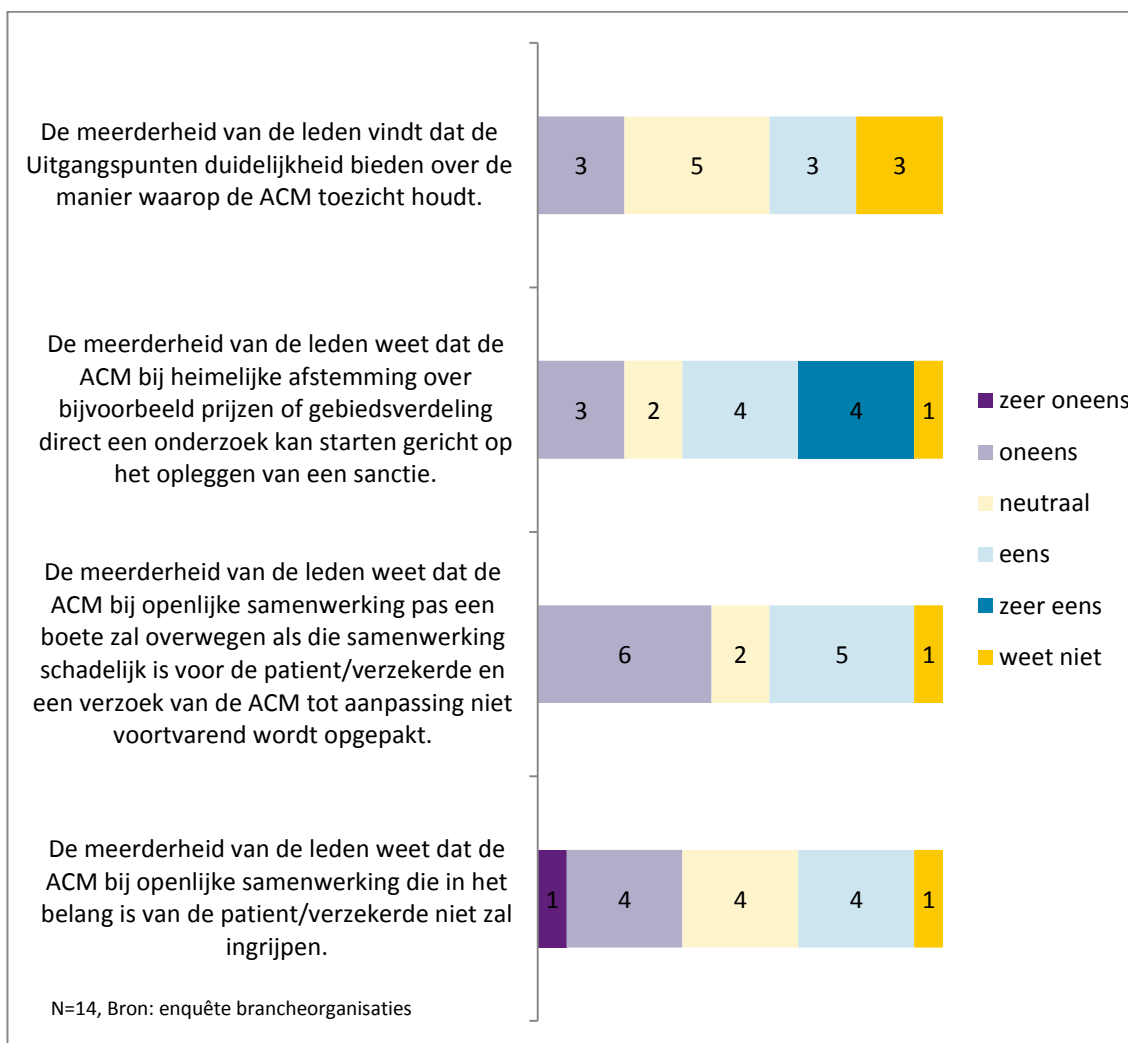 De meerderheid van de leden vindt dat de
Uitgangspunten duidelijkheid bieden over de
manier waarop de ACM toezicht houdt.
3 5 3 3
De meerderheid van de leden weet dat de
ACM bij heimelijke afstemming over
bijvoorbeeld prijzen of gebiedsverdeling
direct een onderzoek kan starten gericht op
het opleggen van een sanctie.
3 2 4 4 1
De meerderheid van de leden weet dat de
ACM bij openlijke samenwerking pas een
boete zal overwegen als die samenwerking
schadelijk is voor de patient/verzekerde en
een verzoek van de ACM tot aanpassing niet
voortvarend wordt opgepakt.
6 2 5 1
De meerderheid van de leden weet dat de
ACM bij openlijke samenwerking die in het
belang is van de patient/verzekerde niet zal
ingrijpen.
1 4 4 4 1
zeer oneens
oneens
neutraal
eens
zeer eens
weet niet
N=14, Bron: enquête brancheorganisaties